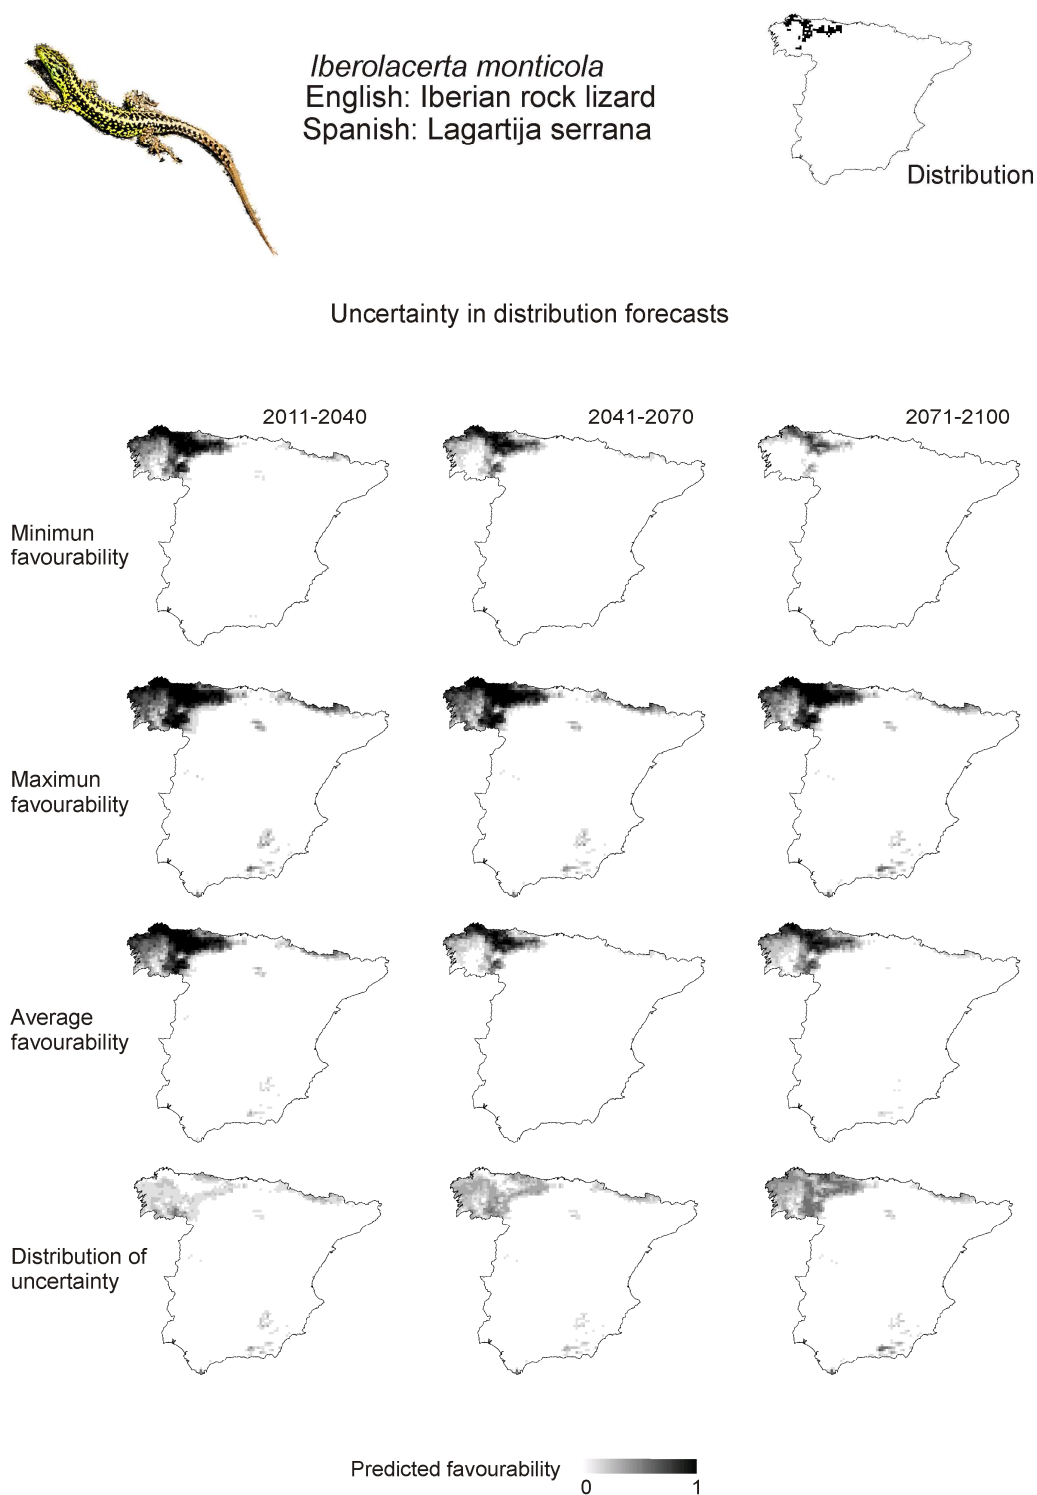 Iberolacerta monticola
English: Iberian rock lizard
Spanish: Lagartija serrana
Distribution
Uncertainty in distribution forecasts
2011-2040
2041-2070
2071-2100
Minimun
favourability
Maximun
favourability
Average
favourability
Distribution of
uncertainty
Predicted favourability
0
1